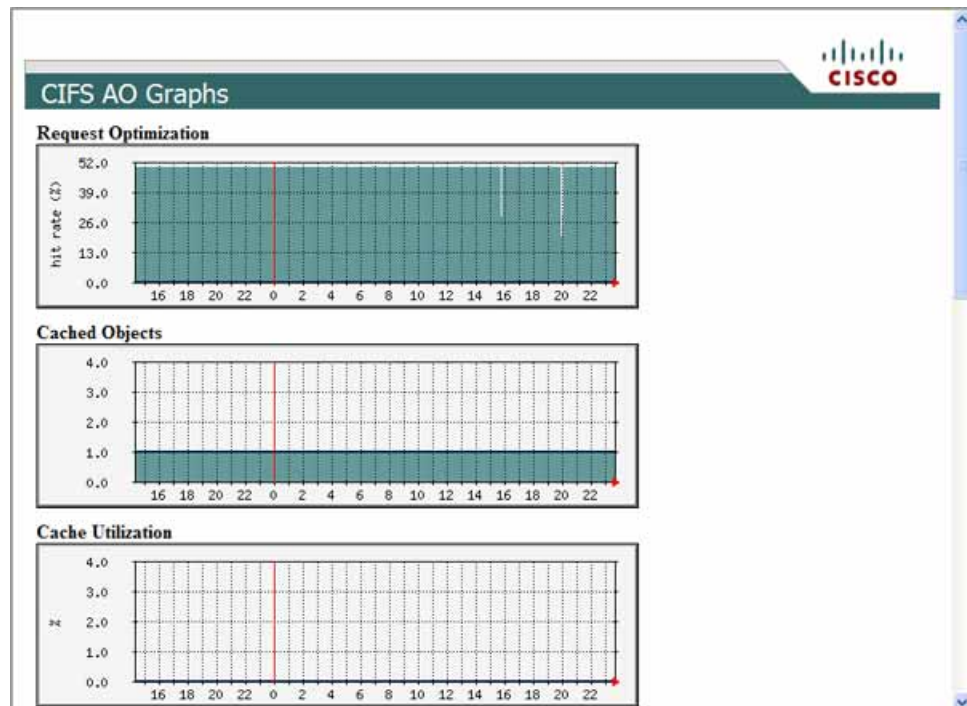 CISCO
CIFS AO Graphs
Request Optimization
52.0
39.0
26.0
13.0
0.0
hit rate (%)
16 18 20 22 0 2 4 6 8 10 12 14 16 18 20 22
Cached Objects
4.0
3.0
2.0
1.0
0.0
16 18 20 22 0 2 4 6 8 10 12 14 16 18 20 22
Cache Utilization
4.0
3.0
2.0
1.0
0.0
%
16 18 20 22 0 2 4 6 8 10 12 14 16 18 20 22